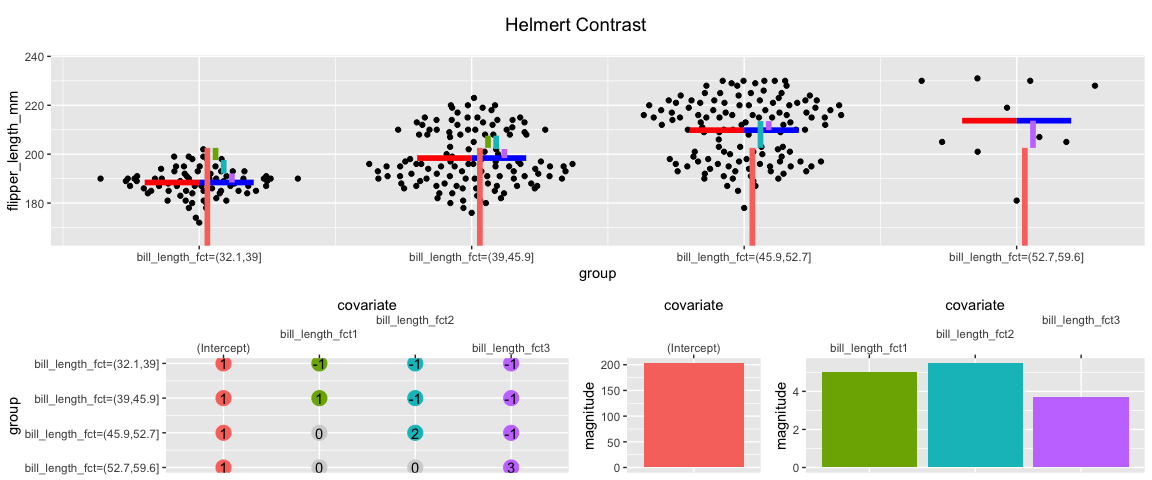 Helmert Contrast
flipper_length_mm
240
220
200
180
bill_length_fct=(32.1,39]
bill_length_fct=(39,45.9]
bill_length_fct=(45.9,52.7]
bill_length_fct=(52.7,59.6]
group
covariate
(Intercept)
bill_length_fct1
bill_length_fct2
bill_length_fct3
group
bill_length_fct=(32.1,39] 1 -1 -1 -1
bill_length_fct=(39,45.9] 1 1 -1 -1
bill_length_fct=(45.9,52.7] 1 0 2 -1
bill_length_fct=(52.7,59.6] 1 0 0 3
covariate
(Intercept)
magnitude
200
150
100
50
0
covariate
bill_length_fct1
bill_length_fct2
bill_length_fct3
magnitude
4
2
0